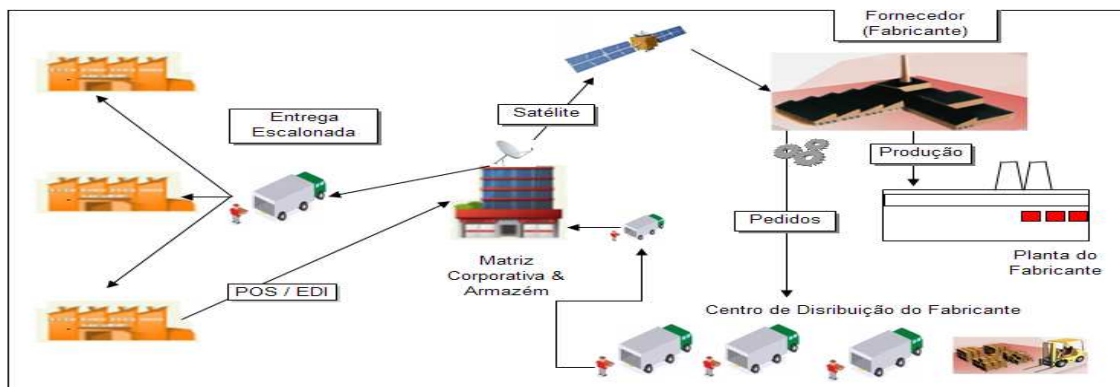 Fornecedor
(Fabricante)
Entrega
Escalonada
Satélite
Produção
Pedidos
Matriz
Corporativa &
Armazém
Planta do
Fabricante
POS / EDI
Centro de Disribuição do Fabricante